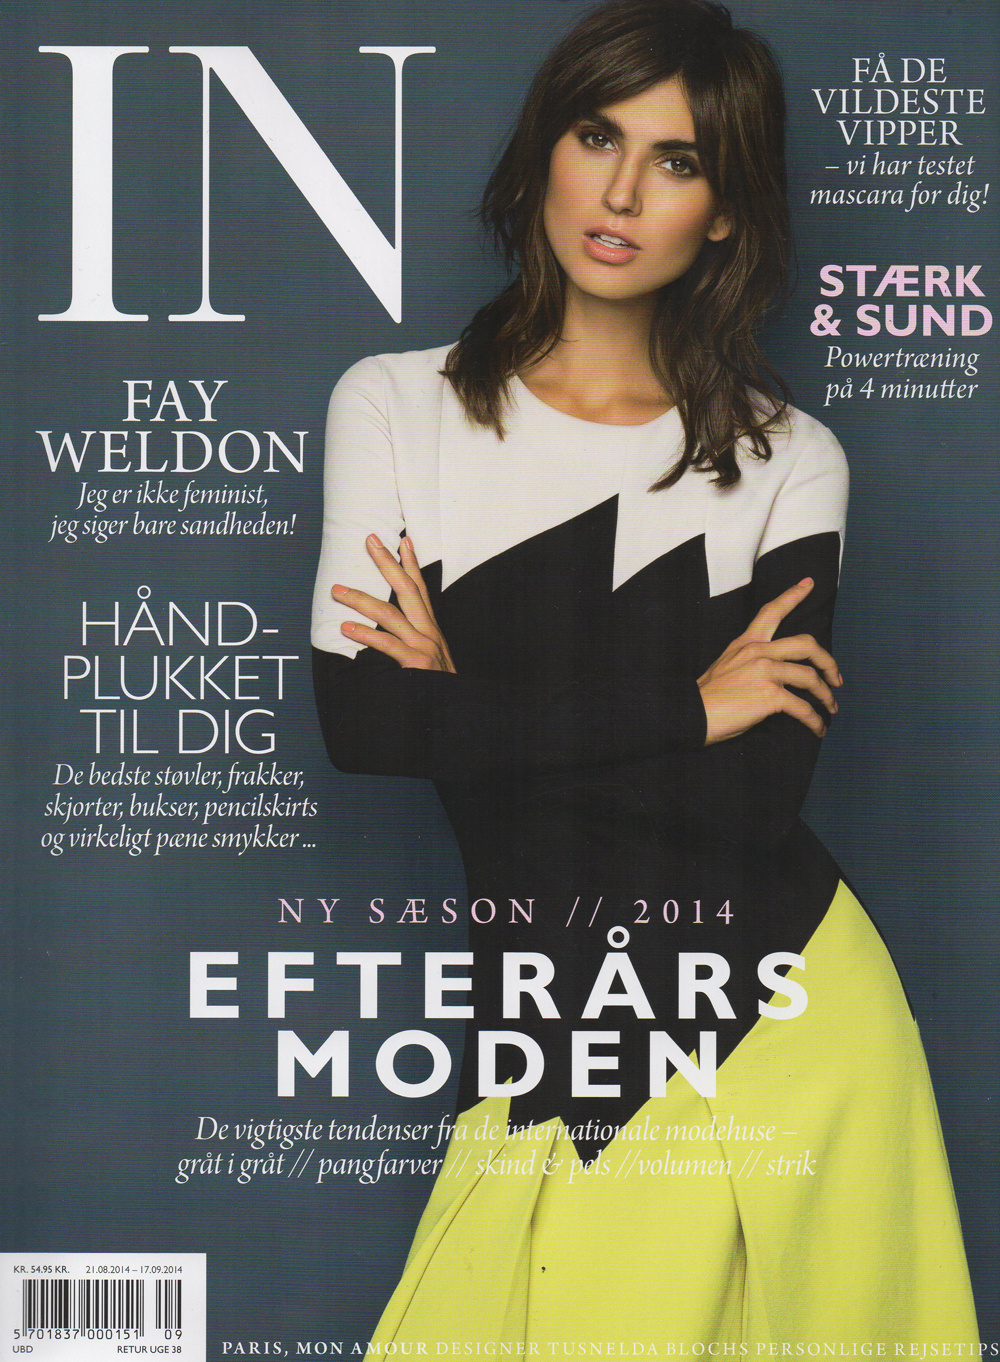 IN
FÅ DE
VILDESTE
VIPPER
– vi har testet
mascara for dig!
STÆRK
& SUND
Powertræning
på 4 minutter
FAY
WELDON
Jeg er ikke feminist,
jeg siger bare sandheden!
HÅND-
PLUKKET
TIL DIG
De bedste støvler, frakker,
skjorter, bukser, pencilskirts
og virkeligt pæne smykker ...
NY SÆSON // 2014
EFTERÅRS
MODEN
De vigtigste tendenser fra de internationale modehuse –
gråt i gråt // pangfarver // skind & pels // volumen // strik
KR. 54.95 KR. 21.08.2014 – 17.09.2014
5 701837 000151 09
UBD RETUR UGE 38
PARIS, MON AMOUR DESIGNER TUSNELDA BLOCHS PERSONLIGE REJSETIPS